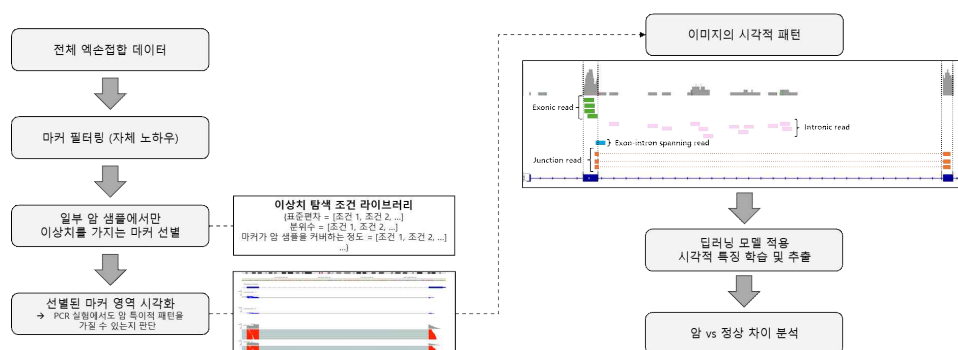 전체 엑손접합 데이터
마커 필터링 (자체 노하우)
일부 암 샘플에서만
이상치를 가지는 마커 선별
선별된 마커 영역 시각화
→ PCR 실험에서도 암 특이적 패턴을
가질 수 있는지 판단
이상치 탐색 조건 라이브러리
{표준편차 = [조건 1, 조건 2, …]
분위수 = [조건 1, 조건 2, …]
마커가 암 샘플을 커버하는 정도 = [조건 1, 조건 2, …]
…}
이미지의 시각적 패턴
Exonic read
Intronic read
Exon-intron spanning read
Junction read
딥러닝 모델 적용
시각적 특징 학습 및 추출
암 vs 정상 차이 분석